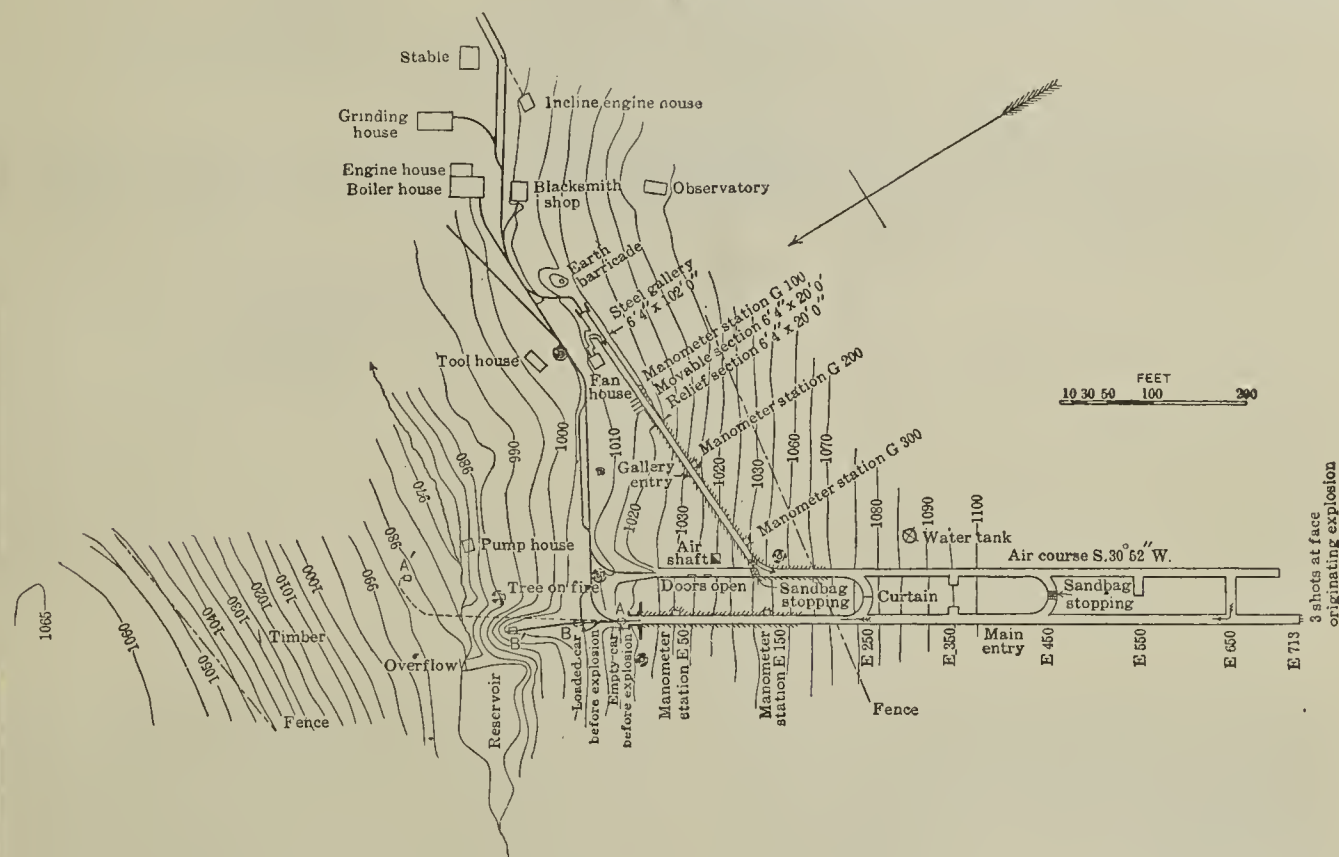 Stable
Grinding
house
Incline engine house
Engine house
Boiler house
Blacksmith
shop
Observatory
Earth
barricade
Steel gallery
6'4" x 102'0"
Manometer station G 100
Movable section 6'4" x 20'0'
Relief section 6'4" x 20'0"
Manometer station G 200
Manometer station G 300
Tool house
Fan
house
FEET
10 30 50 100 200
980
970
990
1000
1010
1020
1020
1030
1030
1060
1070
Gallery
entry
1080
1090
1100
Water tank
Air
shaft
Air course S.30°52"W.
Pump house
980
990
1000
1010
1020
1030
1040
1050
1060
1065
A'
Timber
Tree on fire
Doors open
Sandbag
stopping
Curtain
Sandbag
stopping
A
B
B'
Overflow
Reservoir
Fence
Loaded car
before explosion
Empty car
before explosion
Manometer
station E 50
Manometer
station E 150
E 250
Fence
E 350
Main
entry
E 450
E 550
E 650
E 713
3 shots at face
originating explosion